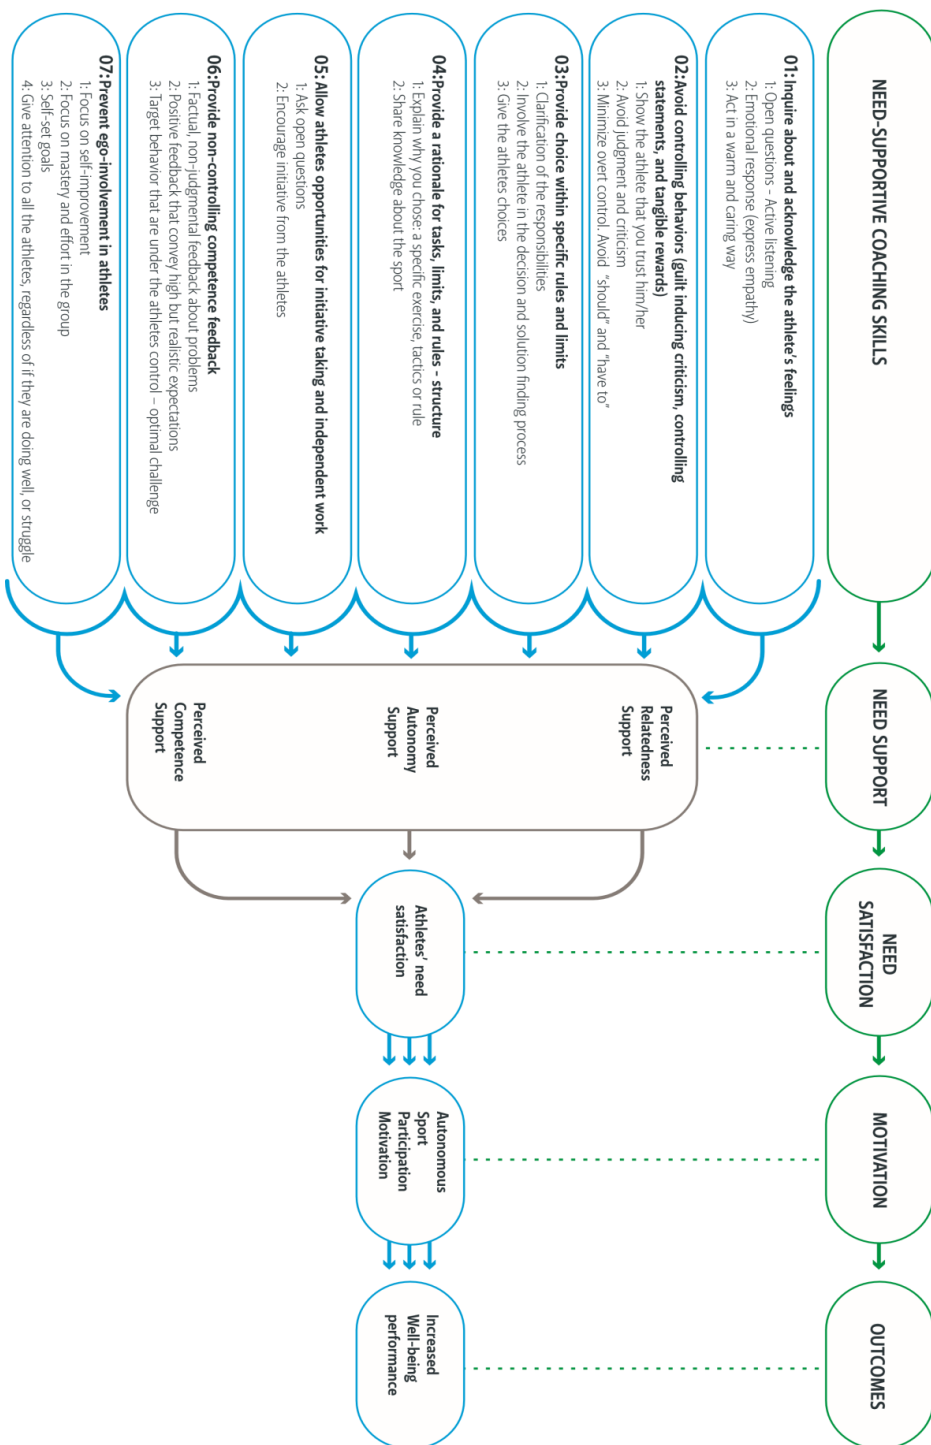 NEED-SUPPORTIVE COACHING SKILLS
NEED SUPPORT
NEED
SATISFACTION
MOTIVATION
OUTCOMES
01: Inquire about and acknowledge the athlete's feelings
1: Open questions - Active listening
2: Emotional response (express empathy)
3: Act in a warm and caring way
02: Avoid controlling behaviors (guilt inducing criticism, controlling
statements, and tangible rewards)
1: Show the athlete that you trust him/her
2: Avoid judgment and criticism
3: Minimize overt control. Avoid "should" and "have to"
03: Provide choice within specific rules and limits
1: Clarification of the responsibilities
2: Involve the athlete in the decision and solution finding process
3: Give the athletes choices
04: Provide a rationale for tasks, limits, and rules - structure
1: Explain why you chose: a specific exercise, tactics or rule
2: Share knowledge about the sport
05: Allow athletes opportunities for initiative taking and independent work
1: Ask open questions
2: Encourage initiative from the athletes
06: Provide non-controlling competence feedback
1: Factual, non-judgmental feedback about problems
2: Positive feedback that convey high but realistic expectations
3: Target behavior that are under the athletes control – optimal challenge
07: Prevent ego-involvement in athletes
1: Focus on self-improvement
2: Focus on mastery and effort in the group
3: Self-set goals
4: Give attention to all the athletes, regardless of if they are doing well, or struggle
Perceived
Relatedness
Support
Perceived
Autonomy
Support
Perceived
Competence
Support
Athletes' need
satisfaction
Autonomous
Sport
Participation
Motivation
Increased
Well-being
performance